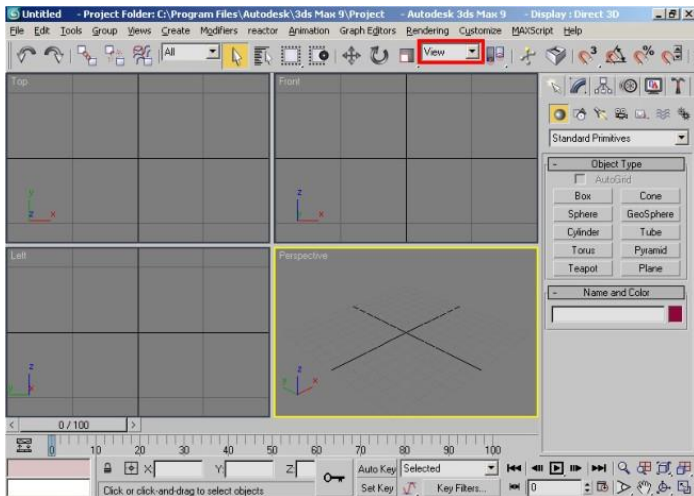 Untitled - Project Folder: C:\Program Files\Autodesk\3ds Max 9\Project - Autodesk 3ds Max 9 - Display : Direct 3D
File Edit Tools Group Views Create Modifiers reactor Animation Graph Editors Rendering Customize MAXScript Help
All View 3 %
Top Front
Standard Primitives
- Object Type
AutoGrid
Box Cone
Sphere GeoSphere
Cylinder Tube
Torus Pyramid
Teapot Plane
- Name and Color
y
z x
z
x
Left Perspective
z
y
z
y x
< 0 / 100 >
0 10 20 30 40 50 60 70 80 90 100
X: Y: Z: Auto Key Selected
Click or click-and-drag to select objects Set Key Key Filters... 0